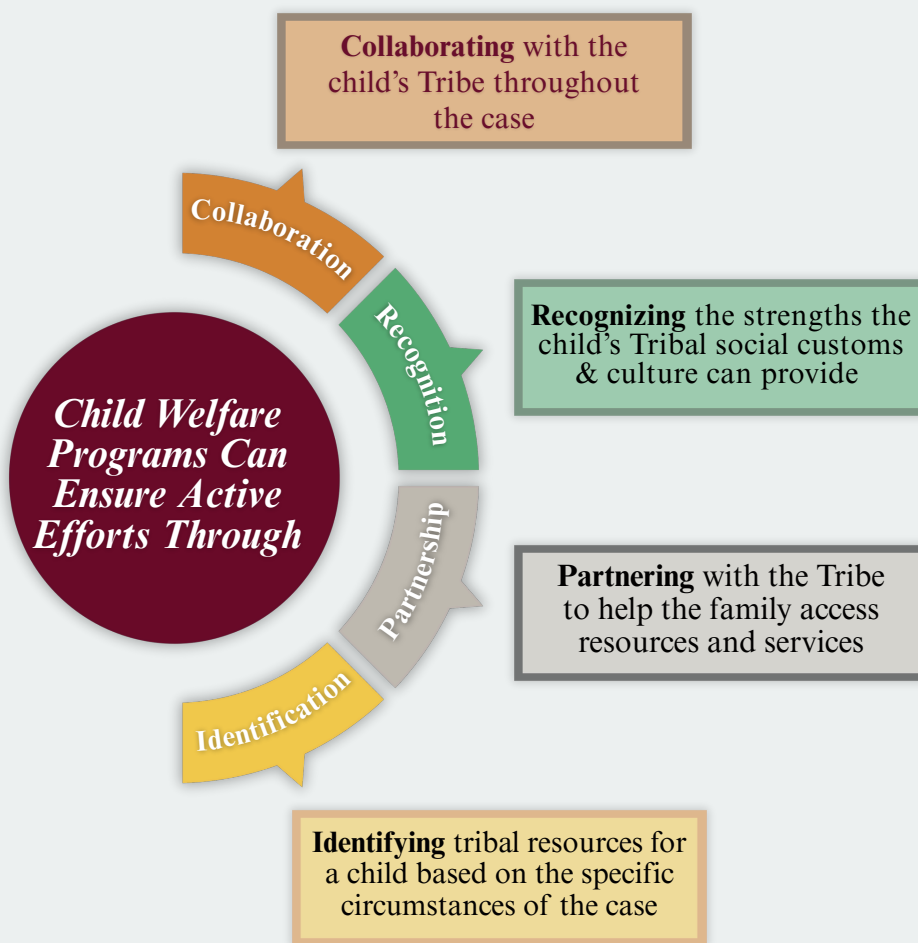 Collaborating with the
child’s Tribe throughout
the case
Collaboration
Recognition
Recognizing the strengths the
child’s Tribal social customs
& culture can provide
Child Welfare
Programs Can
Ensure Active
Efforts Through
Partnership
Partnering with the Tribe
to help the family access
resources and services
Identification
Identifying tribal resources for
a child based on the specific
circumstances of the case